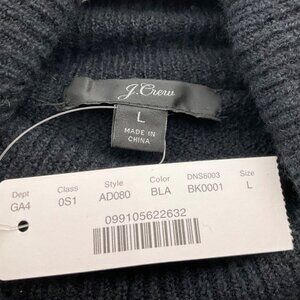 J.Crew
L
MADE IN
CHINA
Dept Class Style Color DNS6003 Size
GA4 0S1 AD080 BLA BK0001 L
099105622632